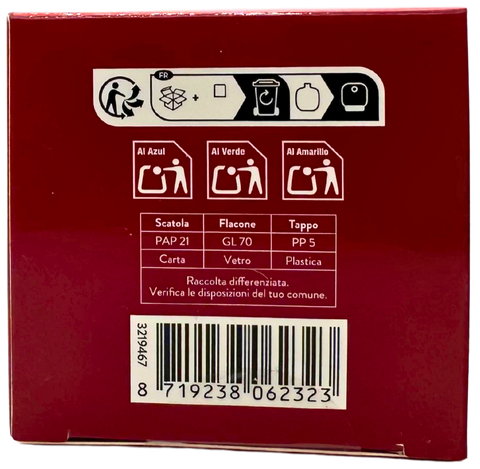 FR
+
Al Azul Al Verde Al Amarillo
Scatola Flacone Tappo
PAP 21 GL 70 PP 5
Carta Vetro Plastica
Raccolta differenziata.
Verifica le disposizioni del tuo comune.
3219467
8 719238 062323